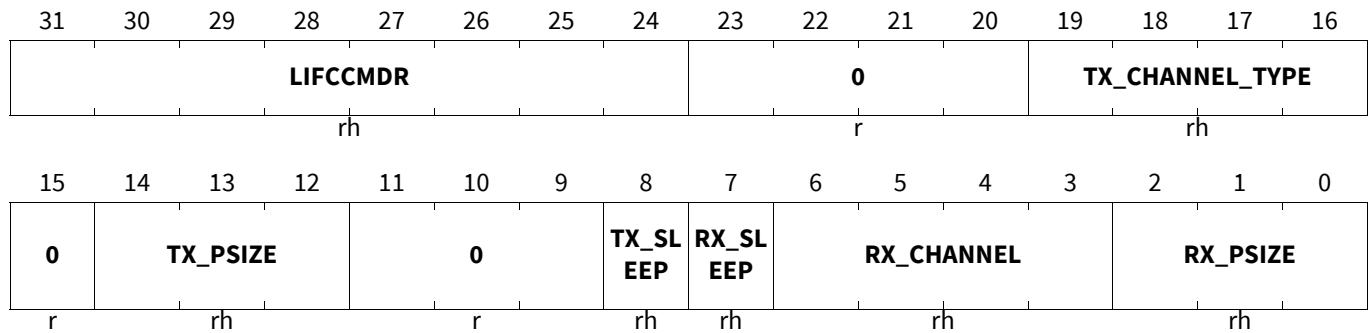 31 30 29 28 27 26 25 24 23 22 21 20 19 18 17 16
LIFCCMDR 0 TX_CHANNEL_TYPE
rh r rh
15 14 13 12 11 10 9 8 7 6 5 4 3 2 1 0
0 TX_PSIZE 0 TX_SL RX_SL RX_CHANNEL RX_PSIZE
EEP EEP
r rh r rh rh rh rh